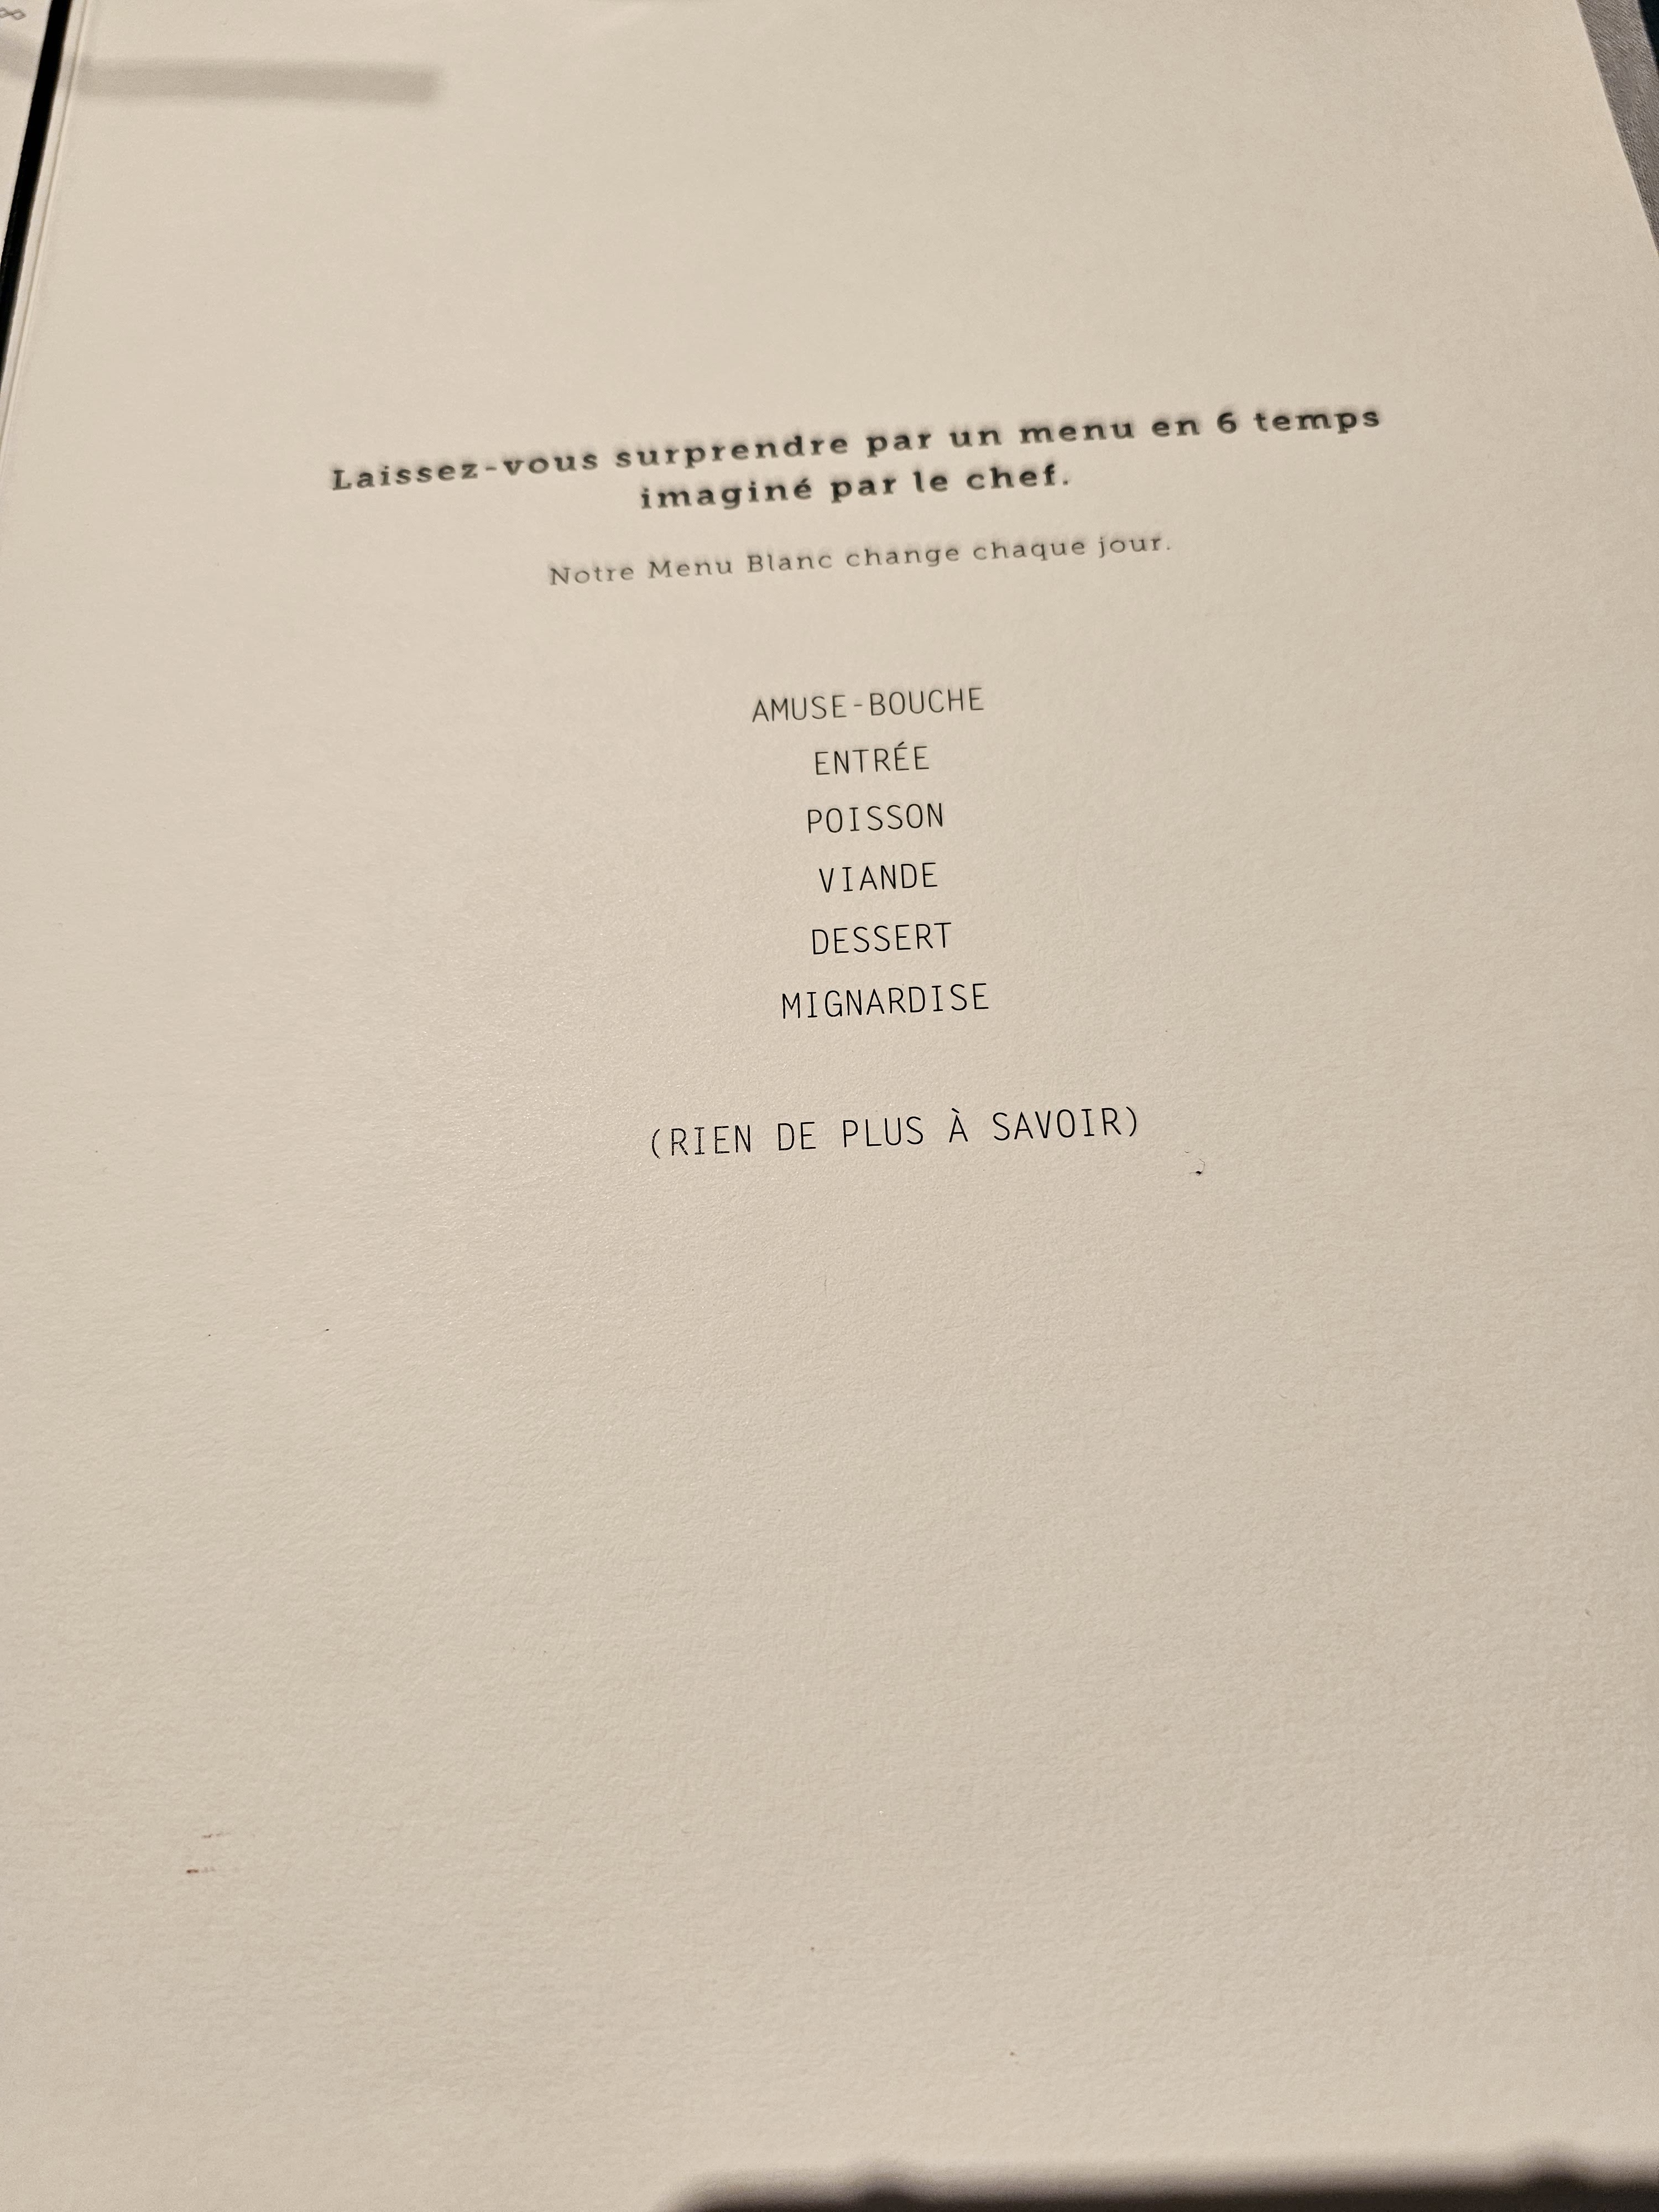 Laissez-vous surprendre par un menu en 6 temps
imaginé par le chef.
Notre Menu Blanc change chaque jour.
AMUSE-BOUCHE
ENTRÉE
POISSON
VIANDE
DESSERT
MIGNARDISE
(RIEN DE PLUS À SAVOIR)